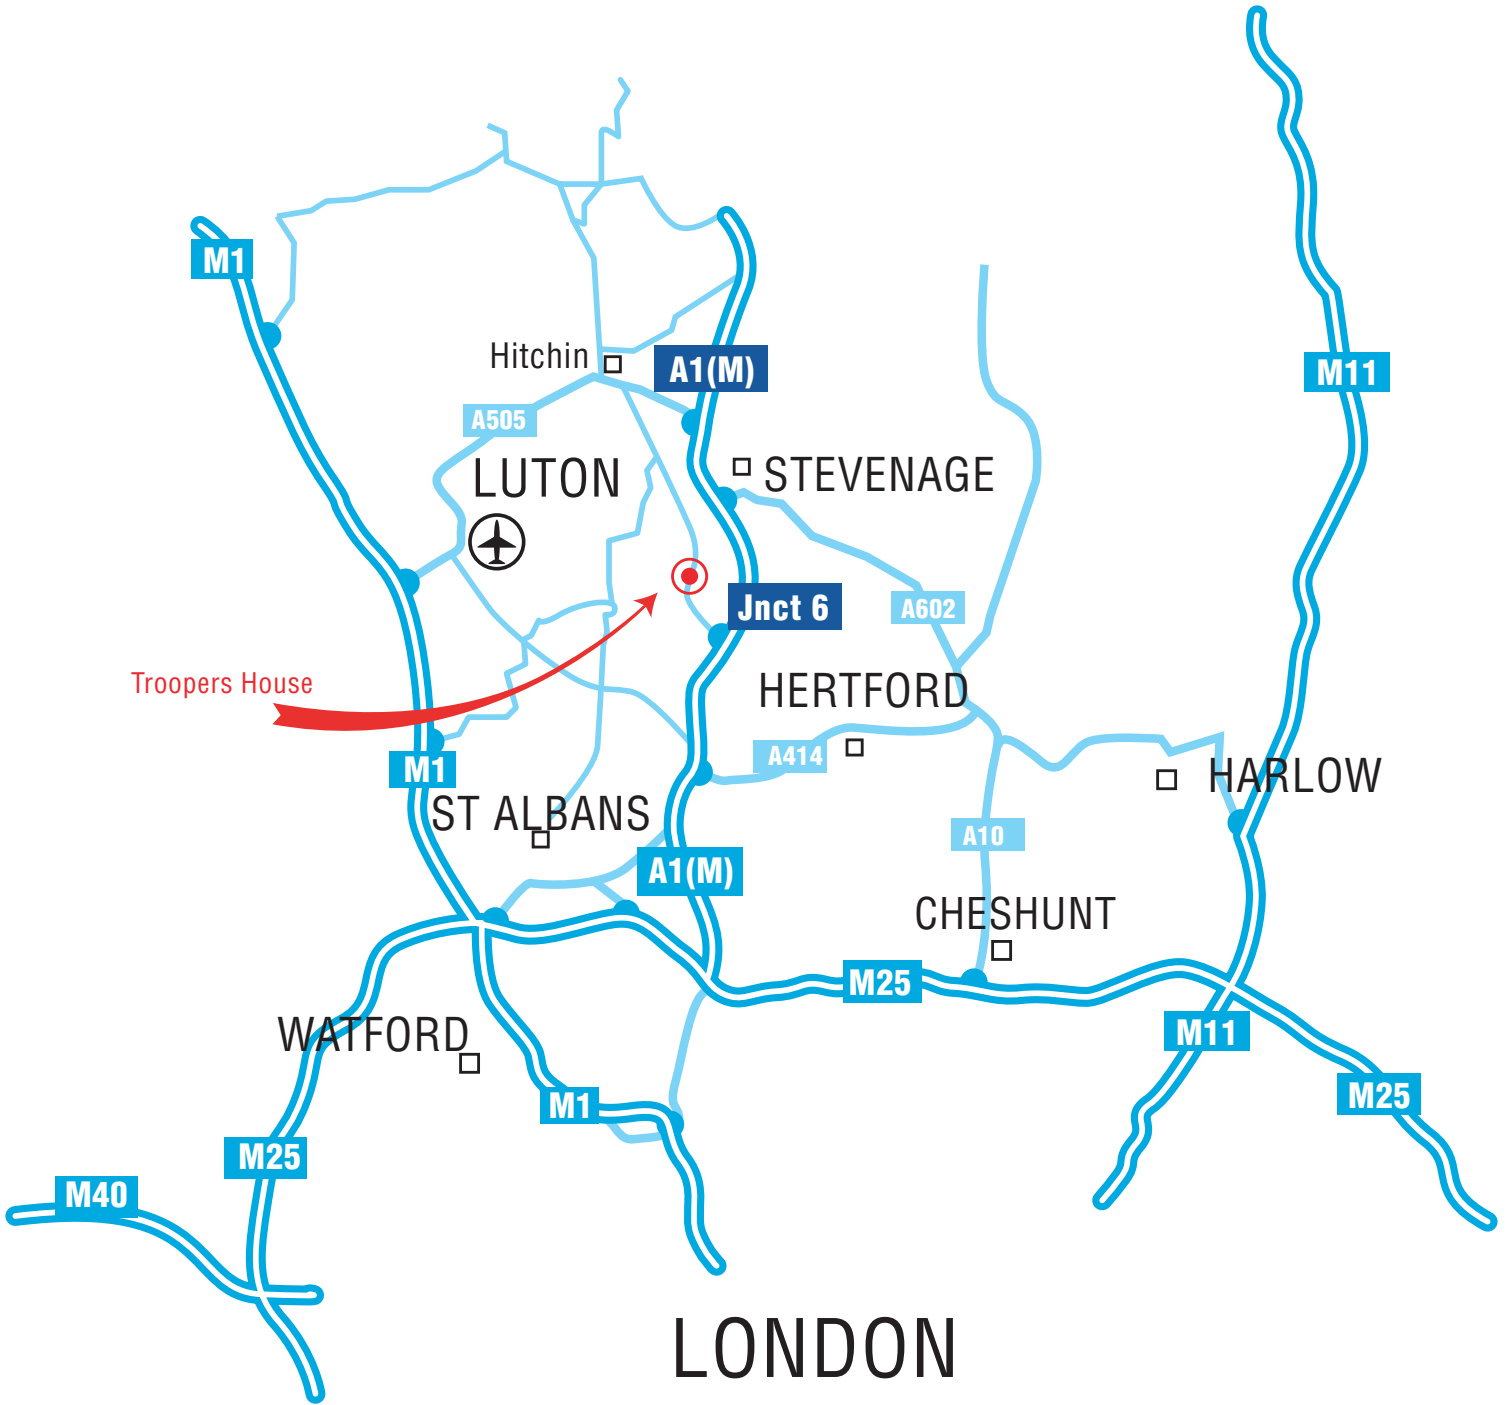 M1
Hitchin
A1(M)
M11
A505
LUTON
STEVENAGE
Jnct 6
A602
Troopers House
HERTFORD
A414
M1
HARLOW
ST ALBANS
A10
A1(M)
CHESHUNT
M25
WATFORD
M11
M1
M25
M25
M40
LONDON